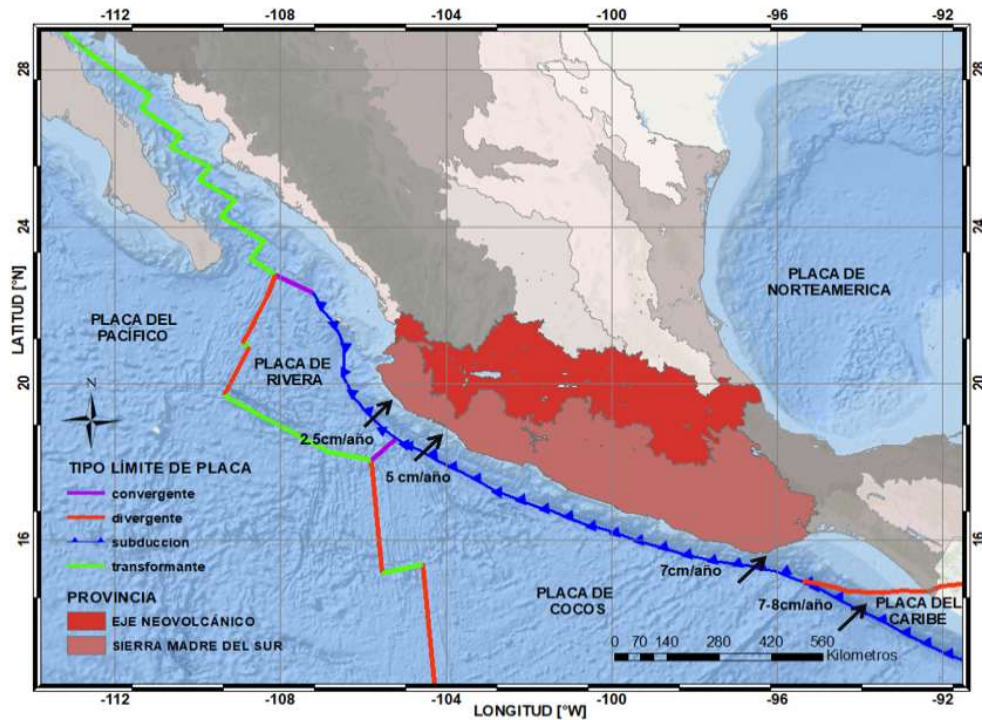 -112
-108
-104
-100
-96
-92
28
28
24
24
PLACA DE
NORTEAMERICA
PLACA DEL
PACÍFICO
LATITUD [°N]
PLACA DE
RIVERA
20
20
z
2.5cm/año
5 cm/año
TIPO LÍMITE DE PLACA
convergente
divergente
subduccion
transformante
16
16
7cm/año
PLACA DE
COCOS
7-8cm/año
PLACA DEL
CARIBE
PROVINCIA
EJE NEOVOLCÁNICO
SIERRA MADRE DEL SUR
0 70 140 280 420 560
Kilometros
-112
-108
-104
-100
-96
-92
LONGITUD [°W]